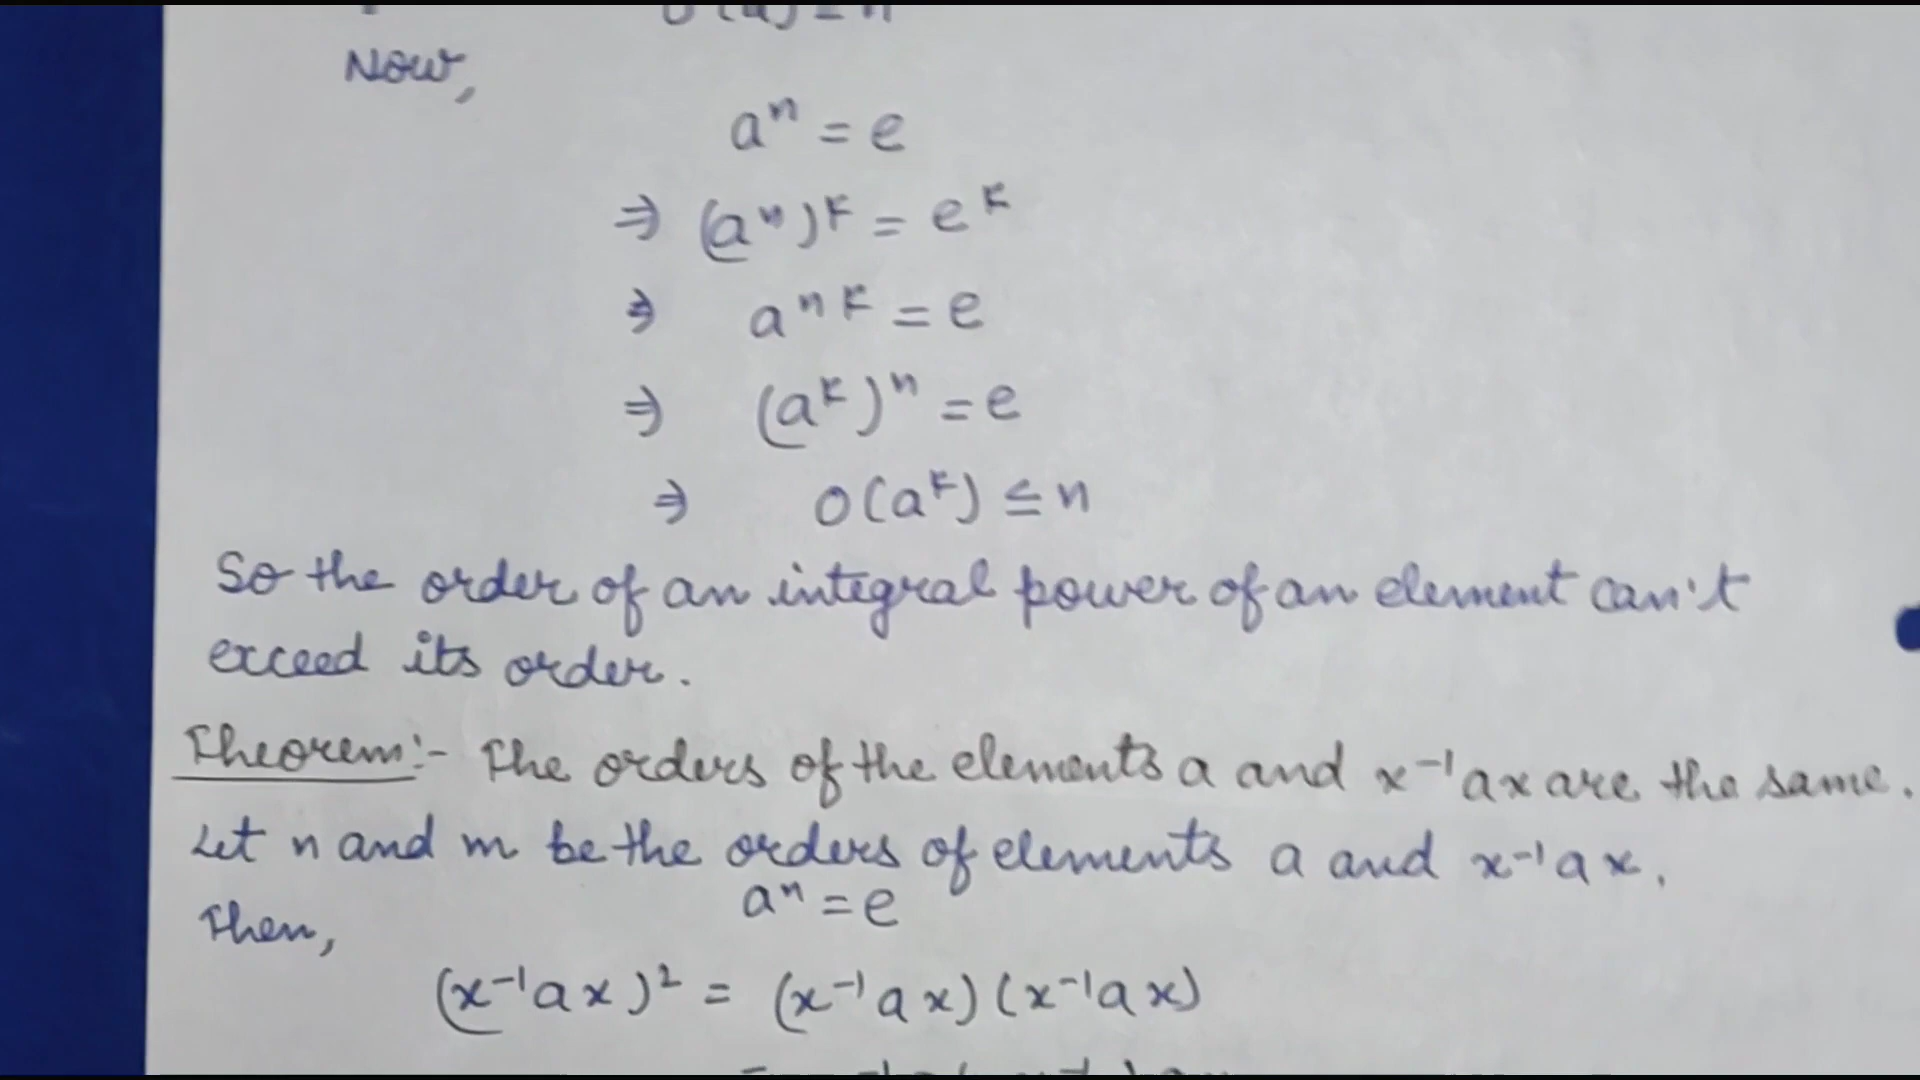 Now,
aⁿ = e
⇒ (aⁿ)ᵏ = eᵏ
⇒ aⁿᵏ = e
⇒ (aᵏ)ⁿ = e
⇒ o(aᵏ) ≤ n
So the order of an integral power of an element can't
exceed its order.
Theorem:- The orders of the elements a and x⁻¹ax are the same.
Let n and m be the orders of elements a and x⁻¹ax.
Then, aⁿ = e
(x⁻¹ax)² = (x⁻¹ax)(x⁻¹ax)